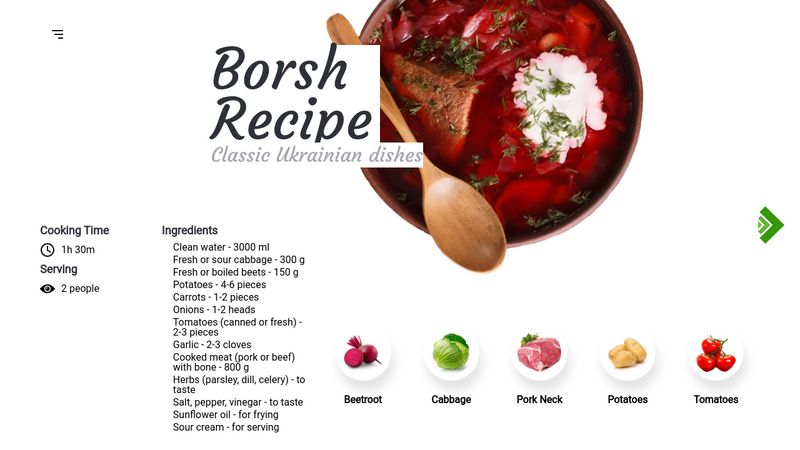 Borsh
Recipe
Classic Ukrainian dishes
Cooking Time
1h 30m
Serving
2 people
Ingredients
Clean water - 3000 ml
Fresh or sour cabbage - 300 g
Fresh or boiled beets - 150 g
Potatoes - 4-6 pieces
Carrots - 1-2 pieces
Onions - 1-2 heads
Tomatoes (canned or fresh) -
2-3 pieces
Garlic - 2-3 cloves
Cooked meat (pork or beef)
with bone - 800 g
Herbs (parsley, dill, celery) - to
taste
Salt, pepper, vinegar - to taste
Sunflower oil - for frying
Sour cream - for serving
Beetroot
Cabbage
Pork Neck
Potatoes
Tomatoes